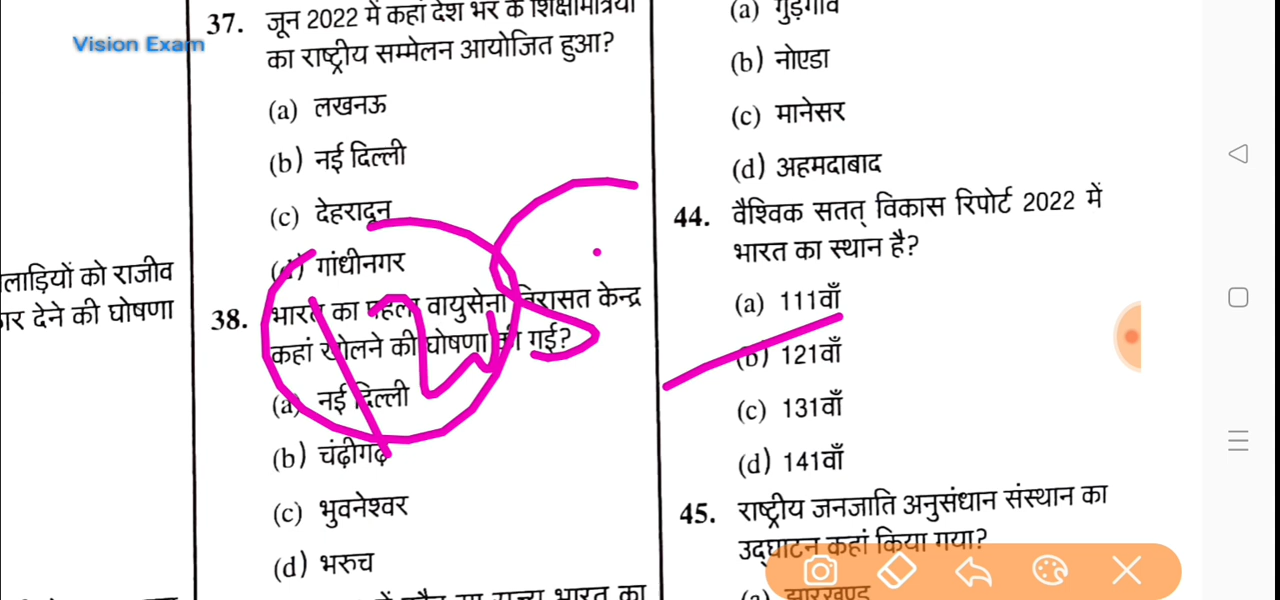 Vision Exam
लाड़ियों को राजीव
ार देने की घोषणा
37. जून 2022 में कहां देश भर के शिक्षामंत्रियों
का राष्ट्रीय सम्मेलन आयोजित हुआ?
(a) लखनऊ
(b) नई दिल्ली
(c) देहरादून
(d) गांधीनगर
38. भारत का पहला वायुसेना विरासत केन्द्र
कहां खोलने की घोषणा की गई?
(a) नई दिल्ली
(b) चंढ़ीगढ़
(c) भुवनेश्वर
(d) भरूच
(a) गुड़गांव
(b) नोएडा
(c) मानेसर
(d) अहमदाबाद
44. वैश्विक सतत् विकास रिपोर्ट 2022 में
भारत का स्थान है?
(a) 111वाँ
(b) 121वाँ
(c) 131वाँ
(d) 141वाँ
45. राष्ट्रीय जनजाति अनुसंधान संस्थान का
उद्घाटन कहां किया गया?
(a) झारखण्ड